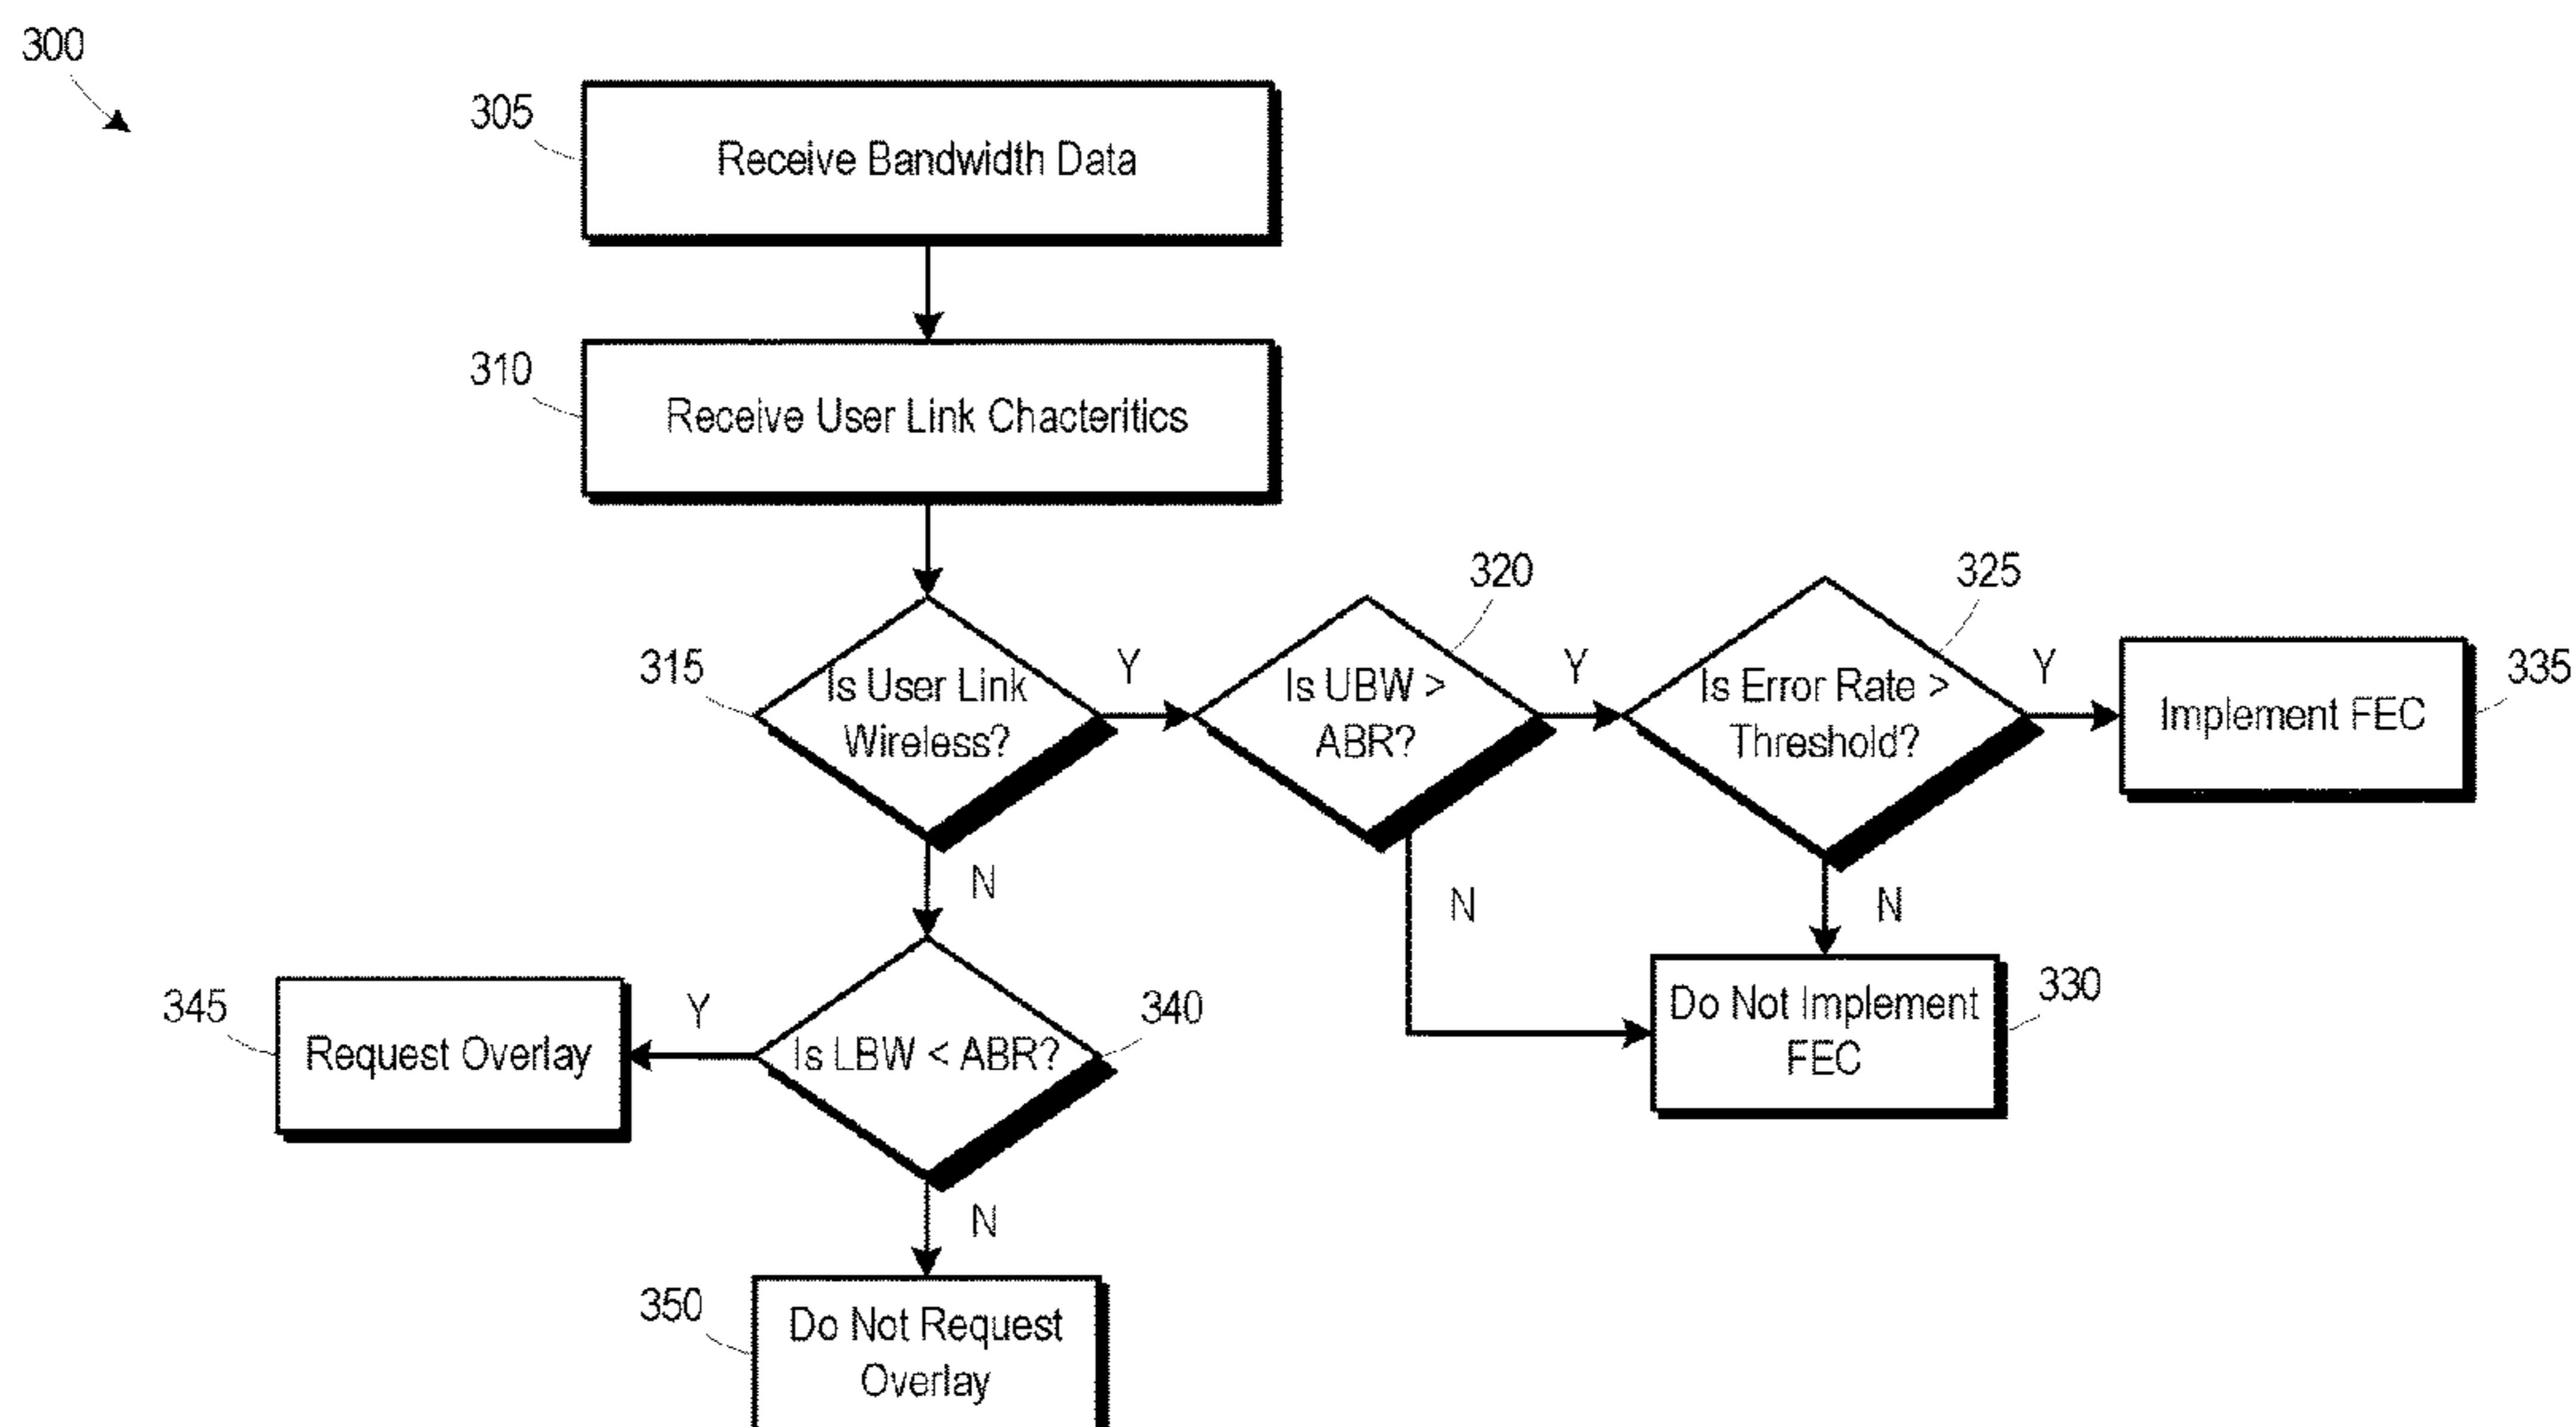 300
305
Receive Bandwidth Data
310
Receive User Link Chacteritics
315
Is User Link
Wireless?
Y
320
Is UBW >
ABR?
Y
325
Is Error Rate >
Threshold?
Y
335
Implement FEC
N
N
N
345
Request Overlay
Y
340
Is LBW < ABR?
330
Do Not Implement
FEC
N
350
Do Not Request
Overlay